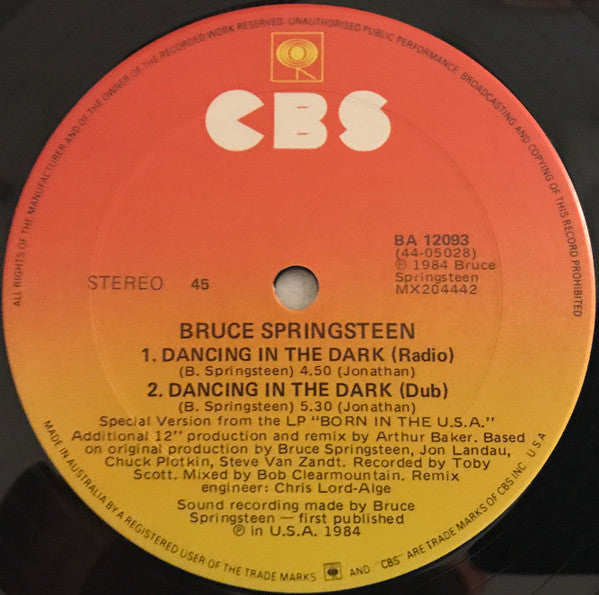 ALL RIGHTS OF THE MANUFACTURER AND OF THE OWNER OF THE RECORDED WORK RESERVED. UNAUTHORISED PUBLIC PERFORMANCE, BROADCASTING AND COPYING OF THIS RECORD PROHIBITED
CBS
BA 12093
(44-05028)
℗ 1984 Bruce
Springsteen
MX204442
STEREO 45
BRUCE SPRINGSTEEN
1. DANCING IN THE DARK (Radio)
(B. Springsteen) 4.50 (Jonathan)
2. DANCING IN THE DARK (Dub)
(B. Springsteen) 5.30 (Jonathan)
Special Version from the LP "BORN IN THE U.S.A."
Additional 12" production and remix by Arthur Baker. Based
on original production by Bruce Springsteen, Jon Landau,
Chuck Plotkin, Steve Van Zandt. Recorded by Toby
Scott. Mixed by Bob Clearmountain. Remix
engineer: Chris Lord-Alge
Sound recording made by Bruce
Springsteen — first published
℗ in U.S.A. 1984
MADE IN AUSTRALIA BY A REGISTERED USER OF THE TRADE MARKS AND "CBS" ARE TRADE MARKS OF CBS INC. U.S.A